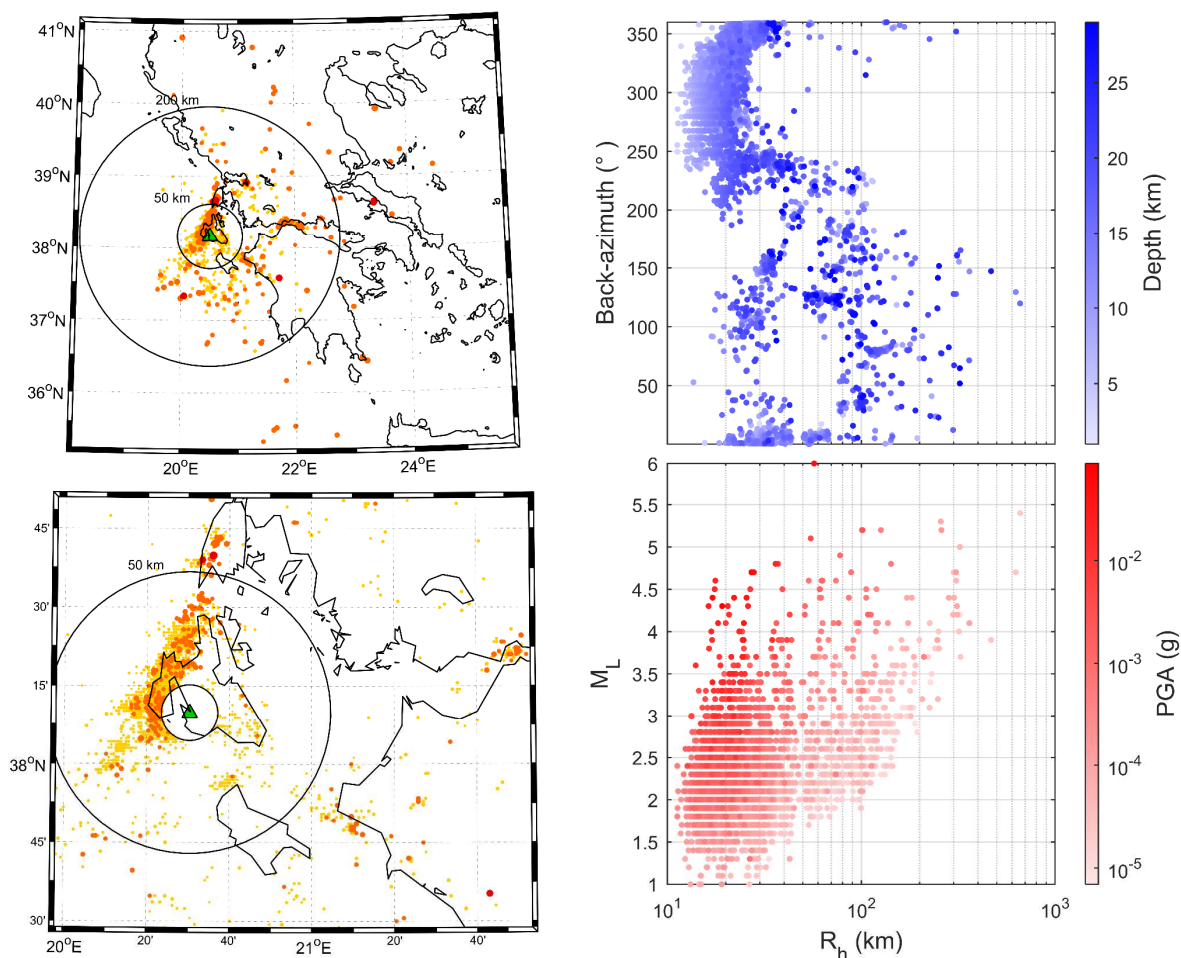 41°N
40°N
39°N
38°N
37°N
36°N
20°E
22°E
24°E
200 km
50 km
45'
30'
15'
38°N
45'
30'
20°E
20'
40'
21°E
20'
40'
50 km
Back-azimuth (°)
350
300
250
200
150
100
50
Depth (km)
25
20
15
10
5
M_L
6
5.5
5
4.5
4
3.5
3
2.5
2
1.5
1
10^1
10^2
10^3
R_h (km)
PGA (g)
10^-2
10^-3
10^-4
10^-5